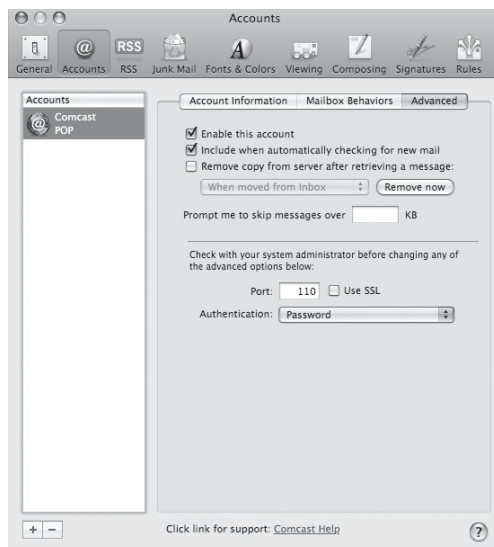 Accounts
RSS
General Accounts RSS Junk Mail Fonts & Colors Viewing Composing Signatures Rules
Accounts
Comcast
POP
Account Information Mailbox Behaviors Advanced
Enable this account
Include when automatically checking for new mail
Remove copy from server after retrieving a message:
When moved from Inbox Remove now
Prompt me to skip messages over KB
Check with your system administrator before changing any of
the advanced options below:
Port: 110 Use SSL
Authentication: Password
+ − Click link for support: Comcast Help ?